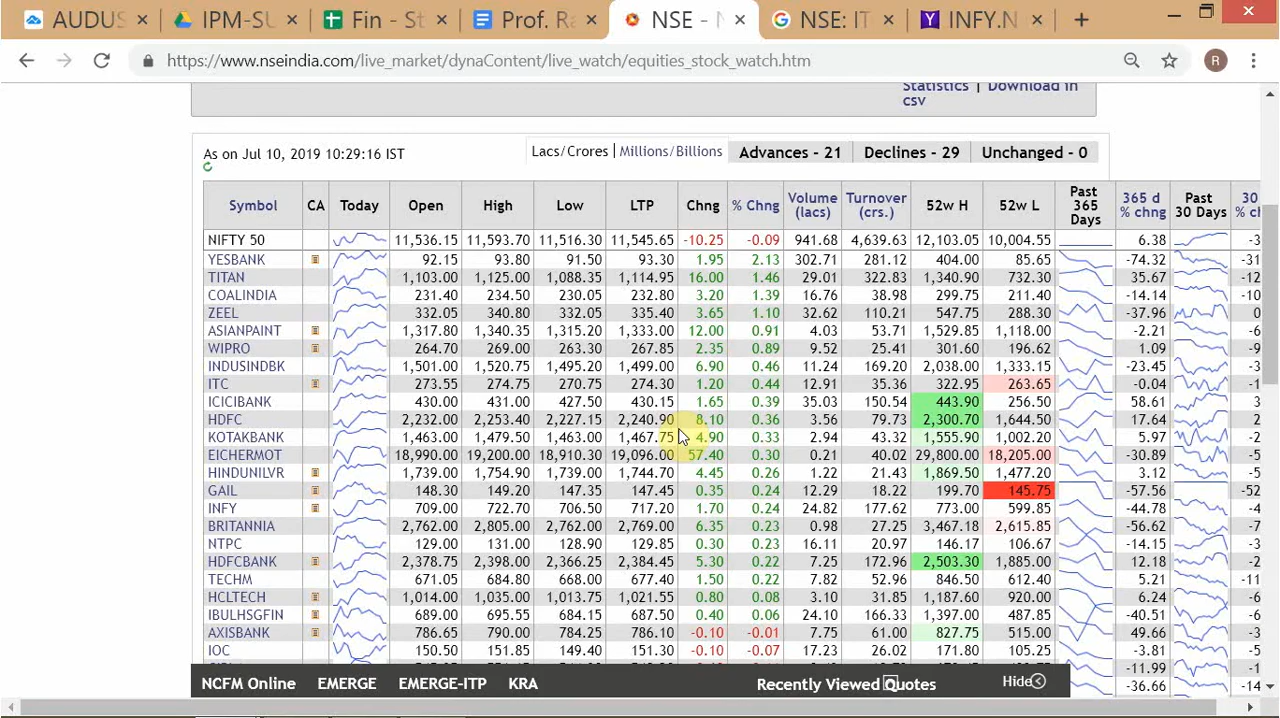 AUDUS
IPM-SU
Fin - S
Prof. Ra
NSE - N
NSE: IT
INFY.N
https://www.nseindia.com/live_market/dynaContent/live_watch/equities_stock_watch.htm
R
Statistics | Download in csv
As on Jul 10, 2019 10:29:16 IST
Lacs/Crores | Millions/Billions Advances - 21 Declines - 29 Unchanged - 0
Symbol CA Today Open High Low LTP Chng % Chng Volume (lacs) Turnover (crs.) 52w H 52w L Past 365 Days 365 d % chng Past 30 Days 30
NIFTY 50 11,536.15 11,593.70 11,516.30 11,545.65 -10.25 -0.09 941.68 4,639.63 12,103.05 10,004.55 6.38 -3
YESBANK 92.15 93.80 91.50 93.30 1.95 2.13 302.71 281.12 404.00 85.65 -74.32 -31
TITAN 1,103.00 1,125.00 1,088.35 1,114.95 16.00 1.46 29.01 322.83 1,340.45 732.30 35.67 -12
COALINDIA 231.40 234.50 230.05 232.80 3.20 1.39 16.76 38.98 299.75 211.40 -14.14 -10
ZEEL 332.05 340.80 332.05 335.40 3.65 1.10 32.62 110.21 547.75 288.30 -37.96 0
ASIANPAINT 1,317.80 1,340.35 1,315.20 1,333.00 12.00 0.91 4.03 53.71 1,529.85 1,118.00 -2.21 -6
WIPRO 264.70 269.00 263.30 267.85 2.35 0.89 9.52 25.41 301.60 196.62 1.09 -9
INDUSINDBK 1,501.00 1,520.75 1,495.20 1,499.00 6.90 0.46 11.24 169.20 2,038.00 1,333.15 -23.45 -6
ITC 273.55 274.75 270.75 274.30 1.20 0.44 12.91 35.36 322.95 263.65 -0.04 -1
ICICIBANK 430.00 431.00 427.50 430.15 1.65 0.39 35.03 150.54 443.90 256.50 58.61 3
HDFC 2,232.00 2,253.40 2,227.15 2,240.90 8.10 0.36 3.56 79.73 2,300.70 1,644.50 17.64 2
KOTAKBANK 1,463.00 1,479.50 1,463.00 1,467.75 4.90 0.33 2.94 43.32 1,555.90 1,002.20 5.97 -5
EICHERMOT 18,990.00 19,200.00 18,910.30 19,096.00 57.40 0.30 0.21 40.02 29,800.00 18,205.00 -30.89 -5
HINDUNILVR 1,739.00 1,754.90 1,739.00 1,744.70 4.45 0.26 1.22 21.43 1,869.50 1,477.20 3.12 -5
GAIL 148.30 149.20 147.35 147.45 0.35 0.24 12.29 18.22 199.70 145.75 -57.56 -52
INFY 709.00 722.70 706.50 717.20 1.70 0.24 24.82 177.62 773.00 599.85 -44.78 -4
BRITANNIA 2,762.00 2,805.00 2,762.00 2,769.00 6.35 0.23 0.98 27.25 3,467.18 2,615.85 -56.62 -7
NTPC 129.00 131.00 128.90 129.85 0.30 0.23 16.11 20.97 146.17 106.67 -14.15 -3
HDFCBANK 2,378.75 2,398.00 2,366.25 2,384.45 5.30 0.22 7.25 172.96 2,503.30 1,885.00 12.18 -2
TECHM 671.05 684.80 668.00 677.40 1.50 0.22 7.82 52.96 846.50 612.40 5.21 -11
HCLTECH 1,014.00 1,035.00 1,013.75 1,021.55 0.80 0.08 3.10 31.85 1,187.60 920.00 6.24 -6
IBULHSGFIN 689.00 695.55 684.15 687.50 0.40 0.06 24.10 166.33 1,397.00 487.85 -40.51 -6
AXISBANK 786.65 790.00 784.25 786.10 -0.10 -0.01 7.75 61.00 827.75 515.00 49.66 -3
IOC 150.50 151.85 149.40 151.30 -0.10 -0.07 17.23 26.02 171.80 105.25 -3.81 -5
-11.99 -3
-36.66 -14
NCFM Online EMERGE EMERGE-ITP KRA Recently Viewed Quotes Hide